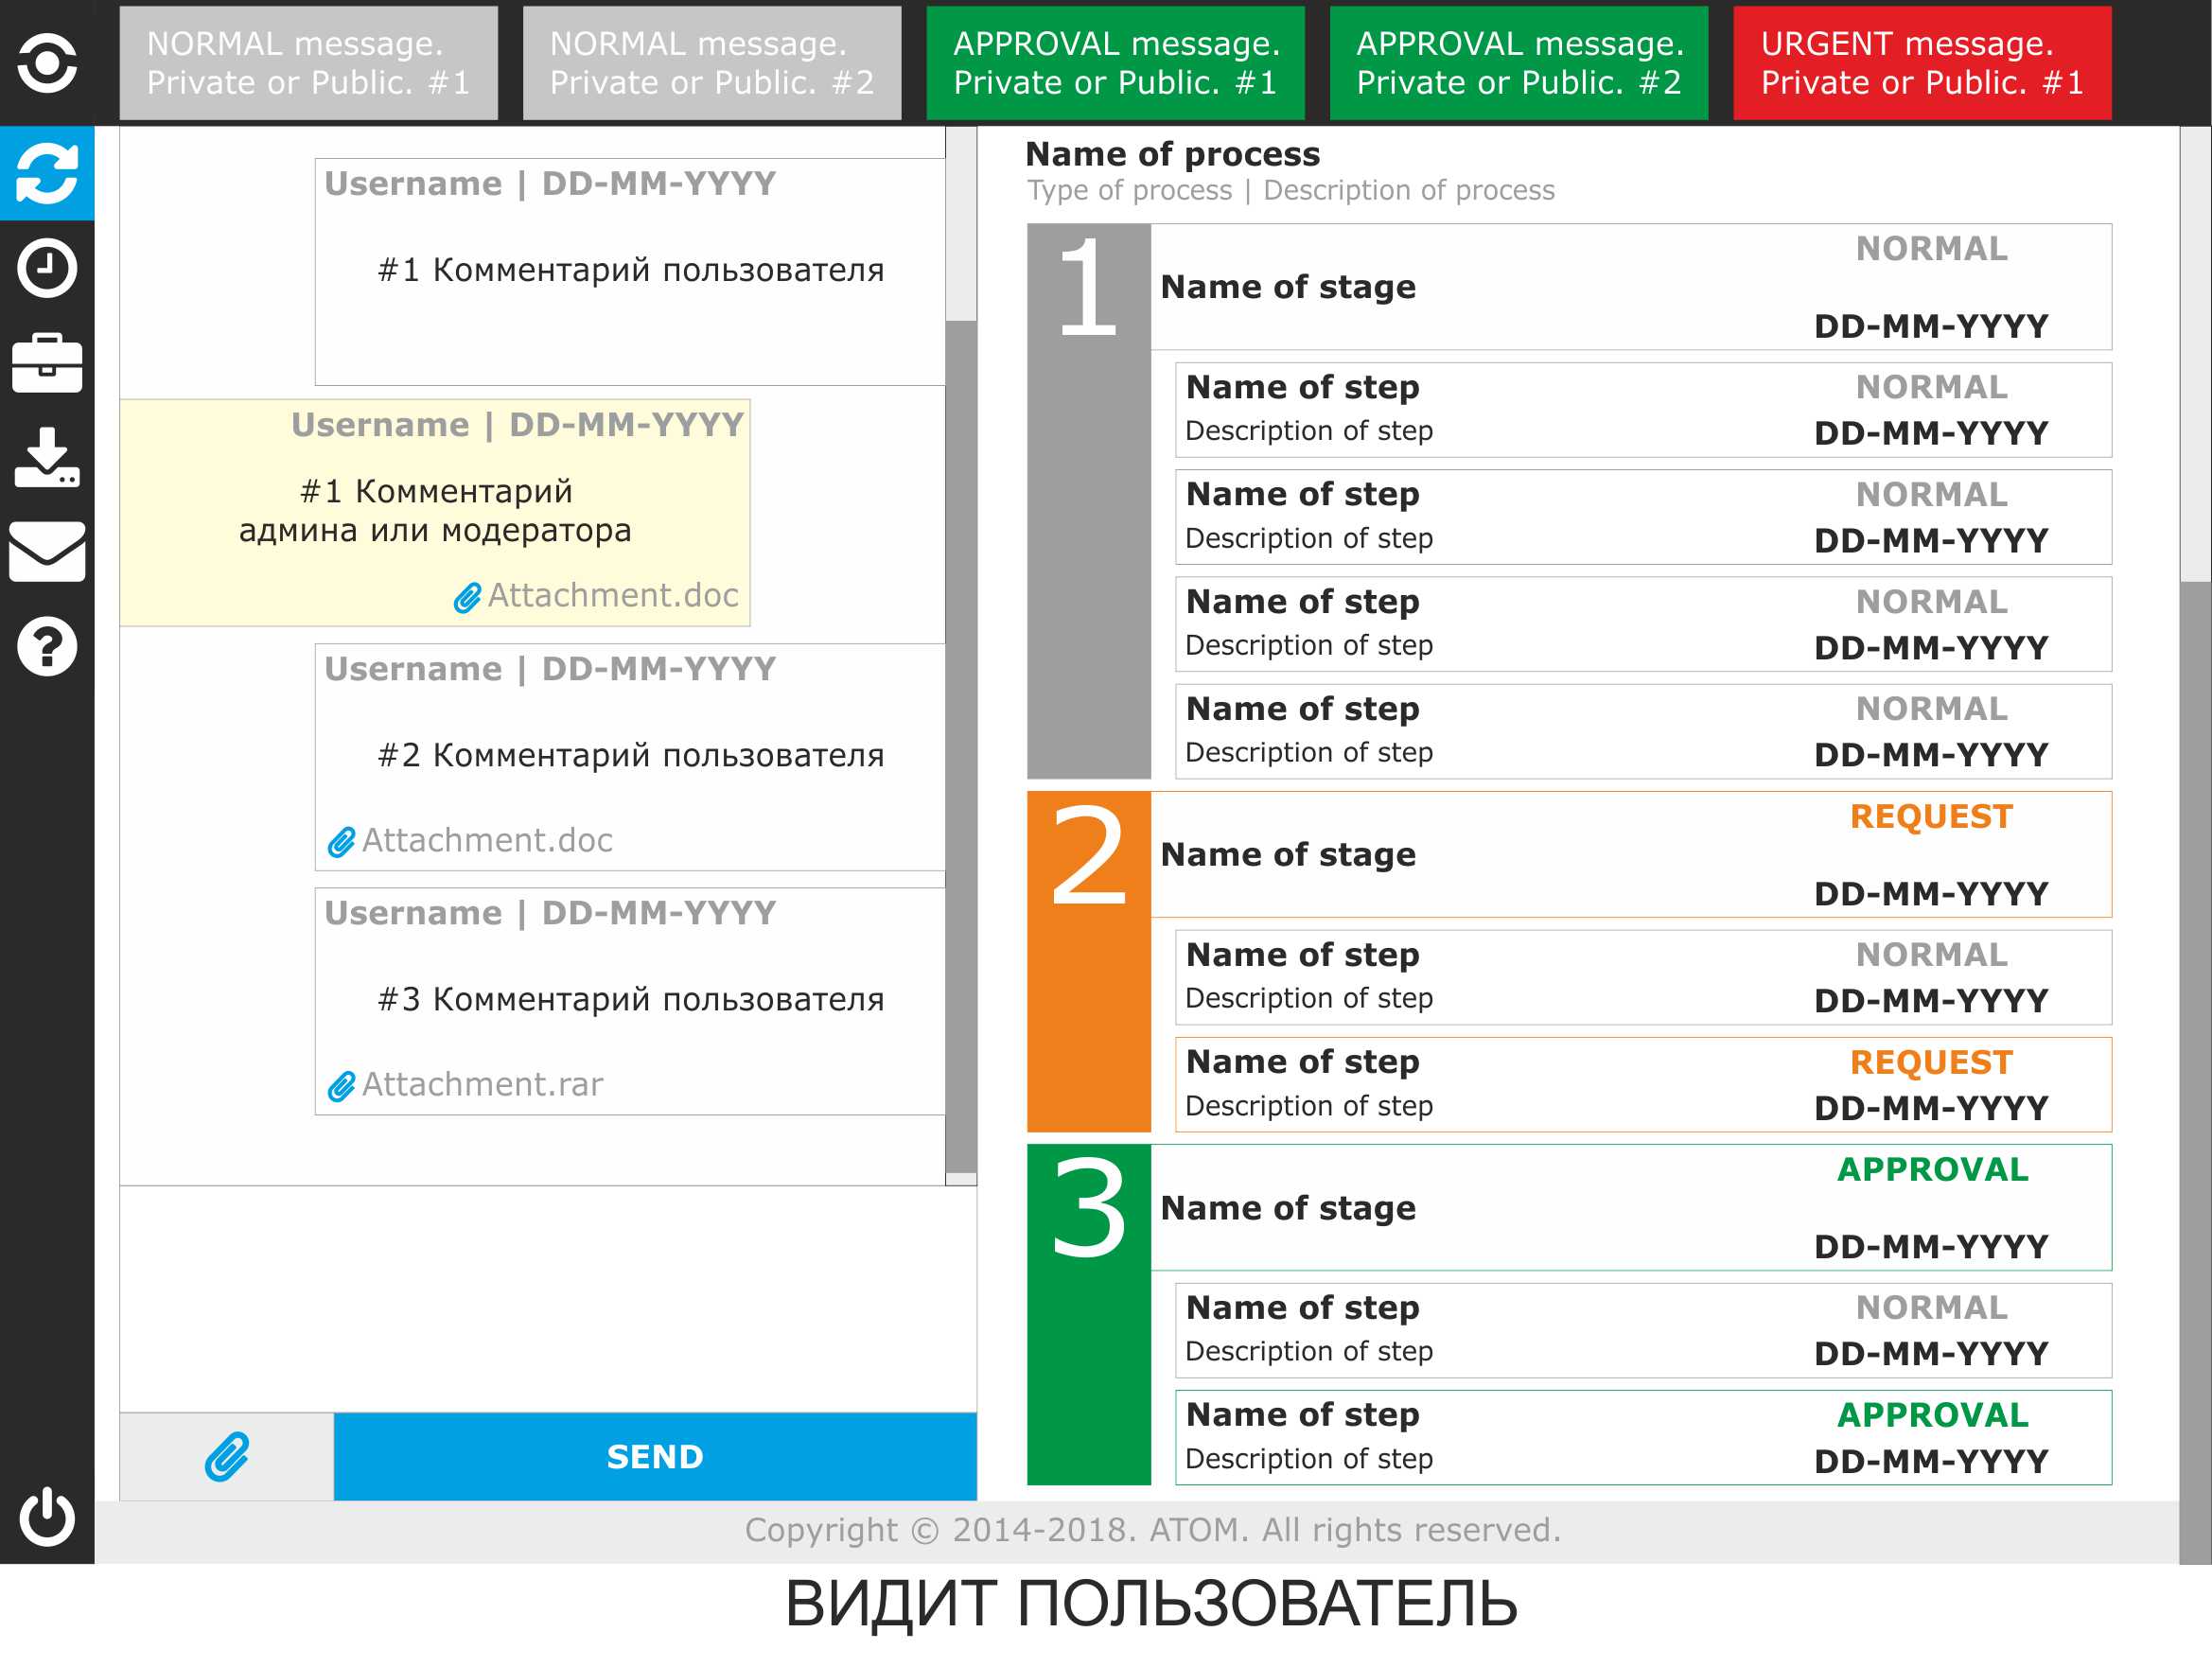 NORMAL message.
Private or Public. #1
NORMAL message.
Private or Public. #2
APPROVAL message.
Private or Public. #1
APPROVAL message.
Private or Public. #2
URGENT message.
Private or Public. #1
Username | DD-MM-YYYY
#1 Комментарий пользователя
Username | DD-MM-YYYY
#1 Комментарий
админа или модератора
Attachment.doc
Username | DD-MM-YYYY
#2 Комментарий пользователя
Attachment.doc
Username | DD-MM-YYYY
#3 Комментарий пользователя
Attachment.rar
SEND
Name of process
Type of process | Description of process
1
Name of stage
NORMAL
DD-MM-YYYY
Name of step
Description of step
NORMAL
DD-MM-YYYY
Name of step
Description of step
NORMAL
DD-MM-YYYY
Name of step
Description of step
NORMAL
DD-MM-YYYY
Name of step
Description of step
NORMAL
DD-MM-YYYY
2
Name of stage
REQUEST
DD-MM-YYYY
Name of step
Description of step
NORMAL
DD-MM-YYYY
Name of step
Description of step
REQUEST
DD-MM-YYYY
3
Name of stage
APPROVAL
DD-MM-YYYY
Name of step
Description of step
NORMAL
DD-MM-YYYY
Name of step
Description of step
APPROVAL
DD-MM-YYYY
Copyright © 2014-2018. ATOM. All rights reserved.
ВИДИТ ПОЛЬЗОВАТЕЛЬ